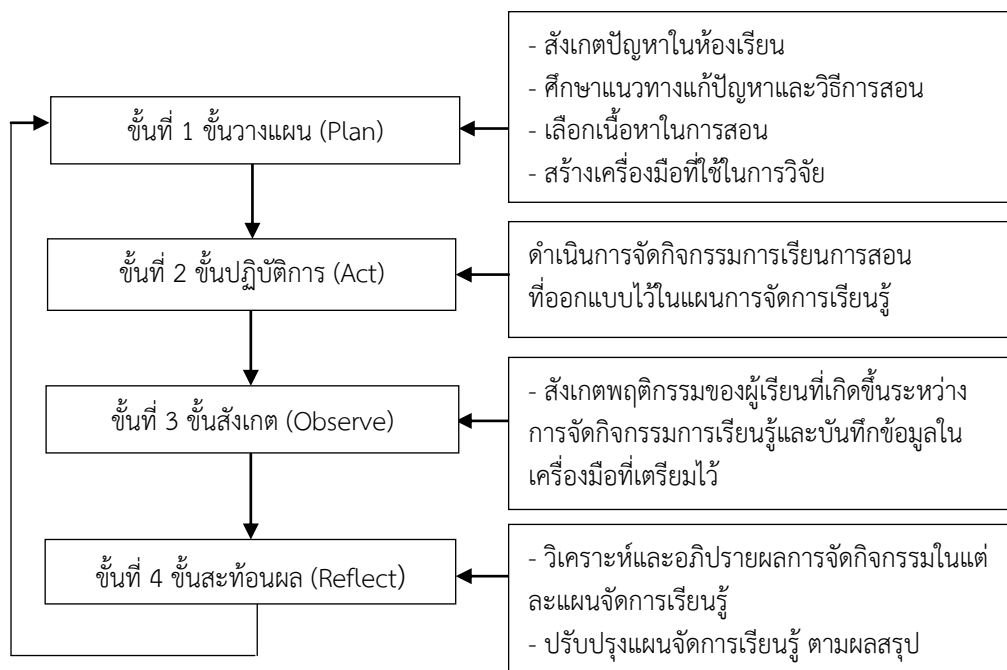 - สังเกตปัญหาในห้องเรียน
- ศึกษาแนวทางแก้ปัญหาและวิธีการสอน
- เลือกเนื้อหาในการสอน
- สร้างเครื่องมือที่ใช้ในการวิจัย
ขั้นที่ 1 ขั้นวางแผน (Plan)
ดำเนินการจัดกิจกรรมการเรียนการสอน
ที่ออกแบบไว้ในแผนการจัดการเรียนรู้
ขั้นที่ 2 ขั้นปฏิบัติการ (Act)
- สังเกตพฤติกรรมของผู้เรียนที่เกิดขึ้นระหว่าง
การจัดกิจกรรมการเรียนรู้และบันทึกข้อมูลใน
เครื่องมือที่เตรียมไว้
ขั้นที่ 3 ขั้นสังเกต (Observe)
- วิเคราะห์และอภิปรายผลการจัดกิจกรรมในแต่
ละแผนจัดการเรียนรู้
- ปรับปรุงแผนจัดการเรียนรู้ ตามผลสรุป
ขั้นที่ 4 ขั้นสะท้อนผล (Reflect)